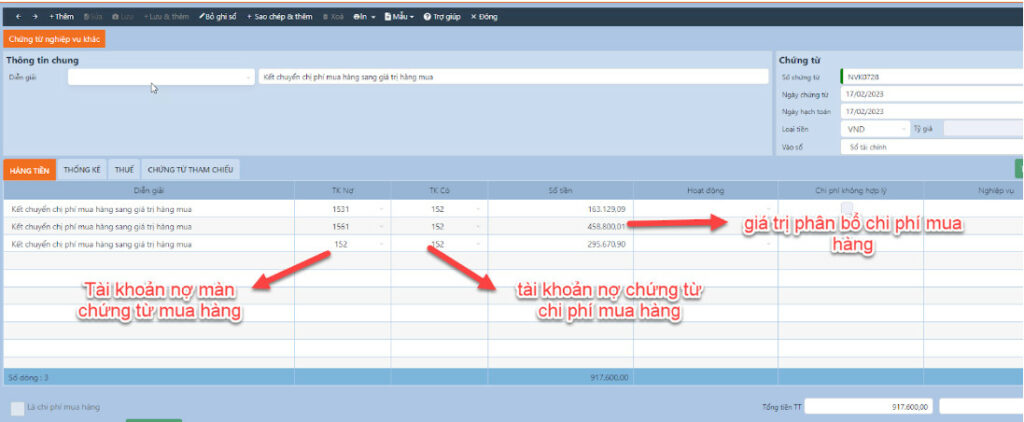 +Thêm Sửa Lưu +Lưu & thêm Bỏ ghi sổ + Sao chép & thêm Xoá In Mẫu Trợ giúp × Đóng
Chứng từ nghiệp vụ khác
Thông tin chung
Diễn giải Kết chuyển chị phí mua hàng sang giá trị hàng mua
Chứng từ
Số chứng từ NVK0728
Ngày chứng từ 17/02/2023
Ngày hạch toán 17/02/2023
Loại tiền VND Tỷ giá
Vào sổ Sổ tài chính
HÀNG TIỀN THỐNG KÊ THUẾ CHỨNG TỪ THAM CHIẾU
Diễn giải TK Nợ TK Có Số tiền Hoạt động Chi phí không hợp lý Nghiệp vụ
Kết chuyển chị phí mua hàng sang giá trị hàng mua 1531 152 163.129,09
Kết chuyển chị phí mua hàng sang giá trị hàng mua 1561 152 458.800,01
Kết chuyển chị phí mua hàng sang giá trị hàng mua 152 152 295.670,90
giá trị phân bổ chi phí mua
hàng
Tài khoản nợ màn
chứng từ mua hàng
tài khoản nợ chứng từ
chi phí mua hàng
Số dòng : 3 917.600,00
Là chi phí mua hàng
Tổng tiền TT 917.600,00